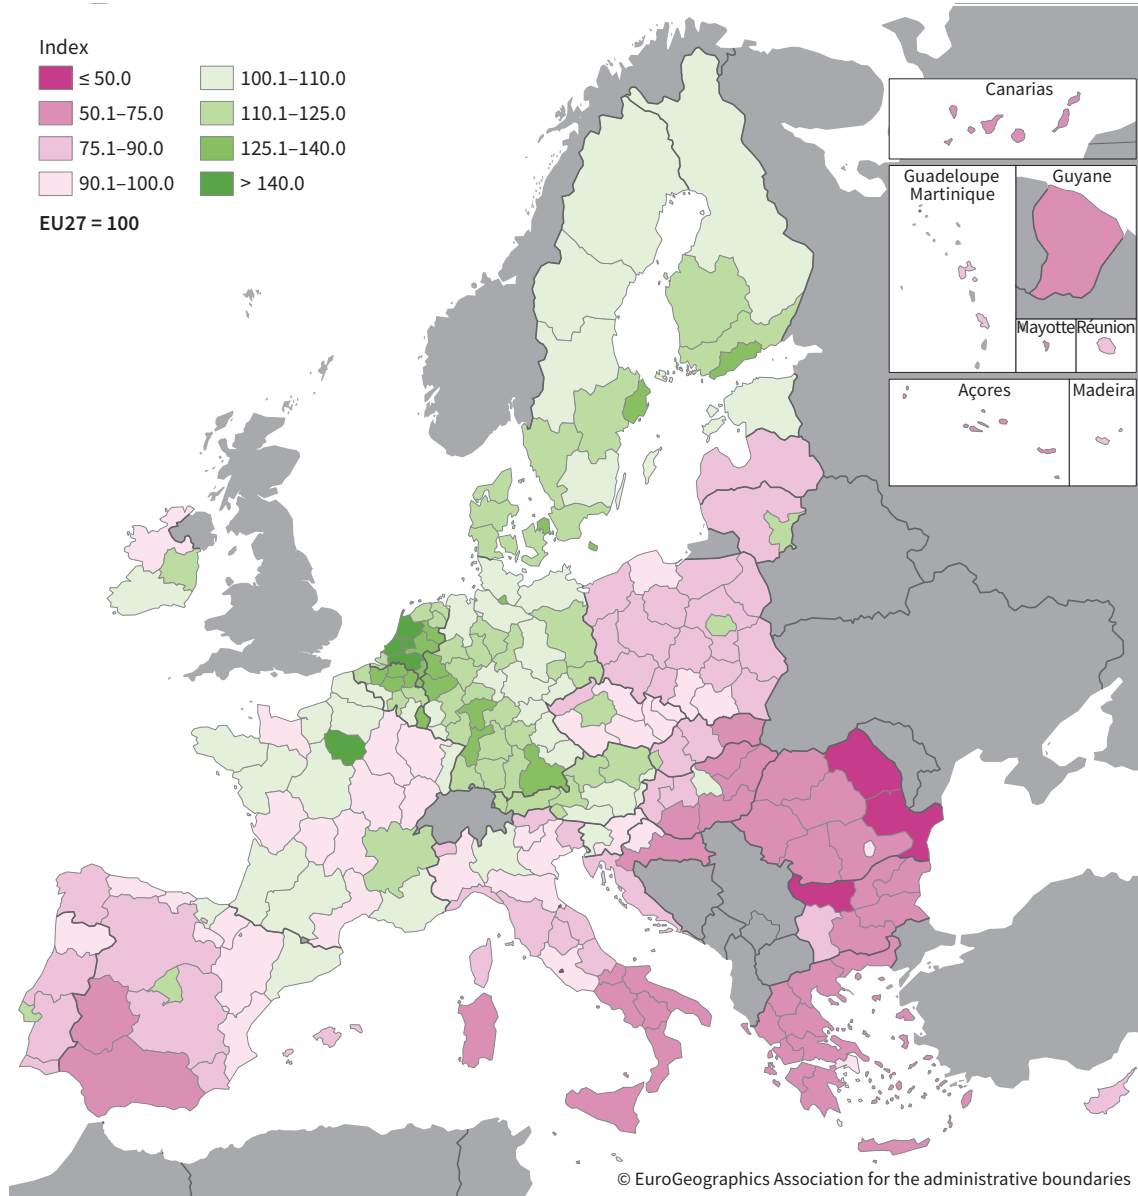 Index
≤ 50.0
50.1–75.0
75.1–90.0
90.1–100.0
100.1–110.0
110.1–125.0
125.1–140.0
> 140.0
EU27 = 100
Canarias
Guadeloupe
Martinique
Guyane
Mayotte
Réunion
Açores
Madeira
© EuroGeographics Association for the administrative boundaries